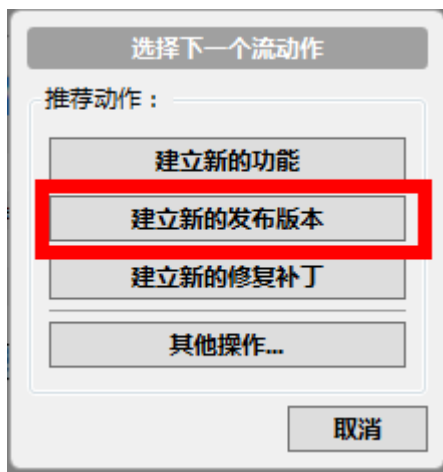 选择下一个流动作
推荐动作：
建立新的功能
建立新的发布版本
建立新的修复补丁
其他操作...
取消